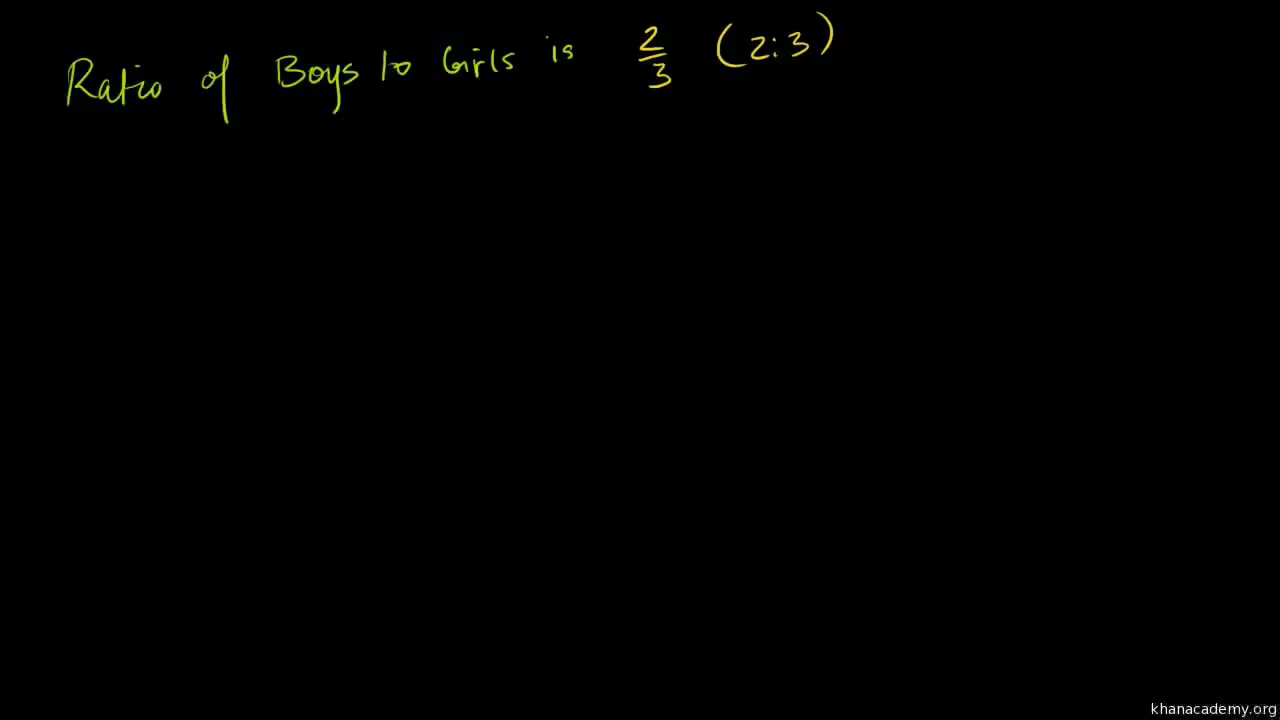 Ratio of Boys to Girls is 2/3 (2:3)
khanacademy.org